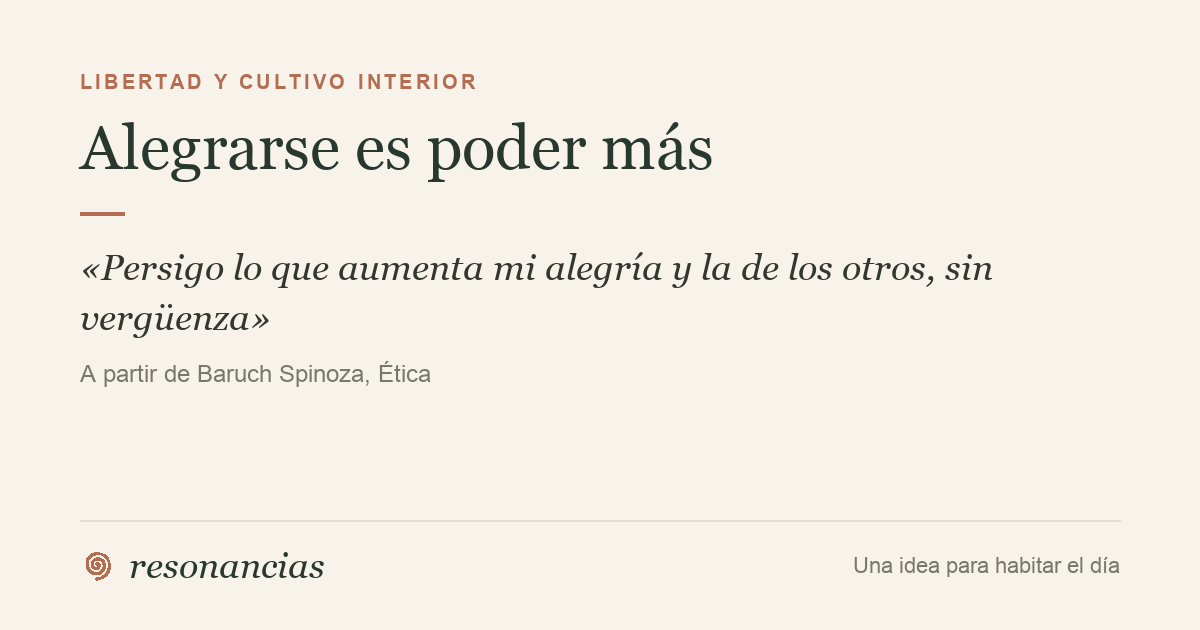 LIBERTAD Y CULTIVO INTERIOR
Alegrarse es poder más
«Persigo lo que aumenta mi alegría y la de los otros, sin
vergüenza»
A partir de Baruch Spinoza, Ética
resonancias
Una idea para habitar el día